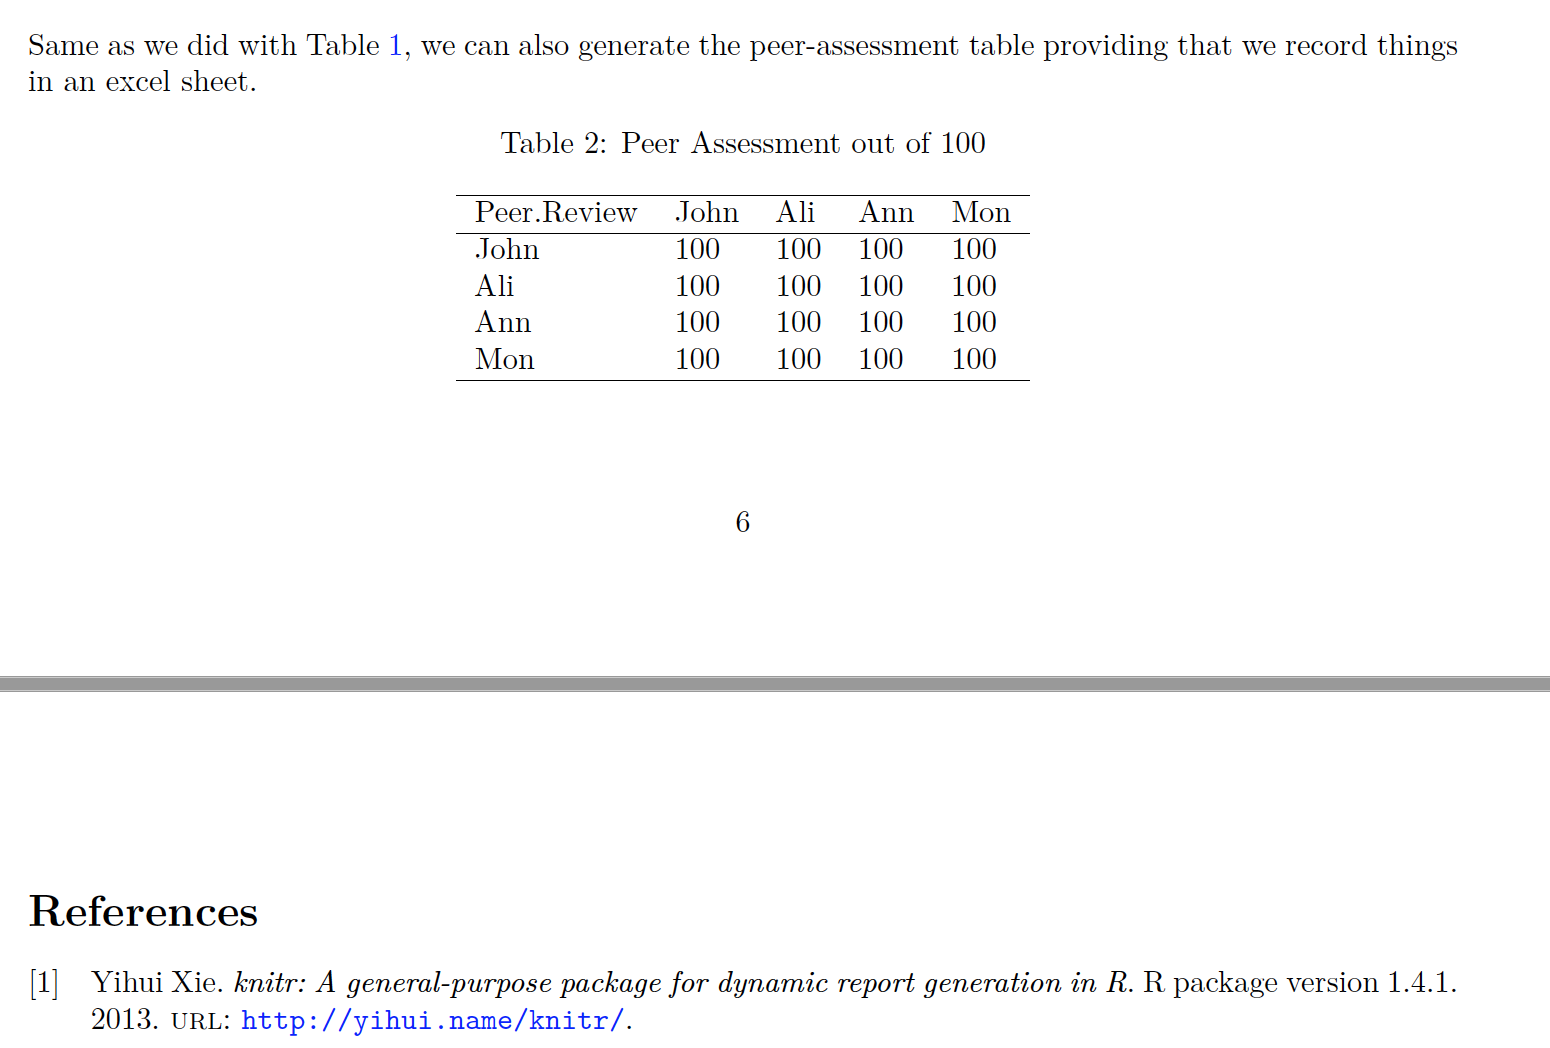 Same as we did with Table 1, we can also generate the peer-assessment table providing that we record things
in an excel sheet.
Table 2: Peer Assessment out of 100
Peer.Review John Ali Ann Mon
John 100 100 100 100
Ali 100 100 100 100
Ann 100 100 100 100
Mon 100 100 100 100
6
References
[1] Yihui Xie. knitr: A general-purpose package for dynamic report generation in R. R package version 1.4.1.
2013. URL: http://yihui.name/knitr/.